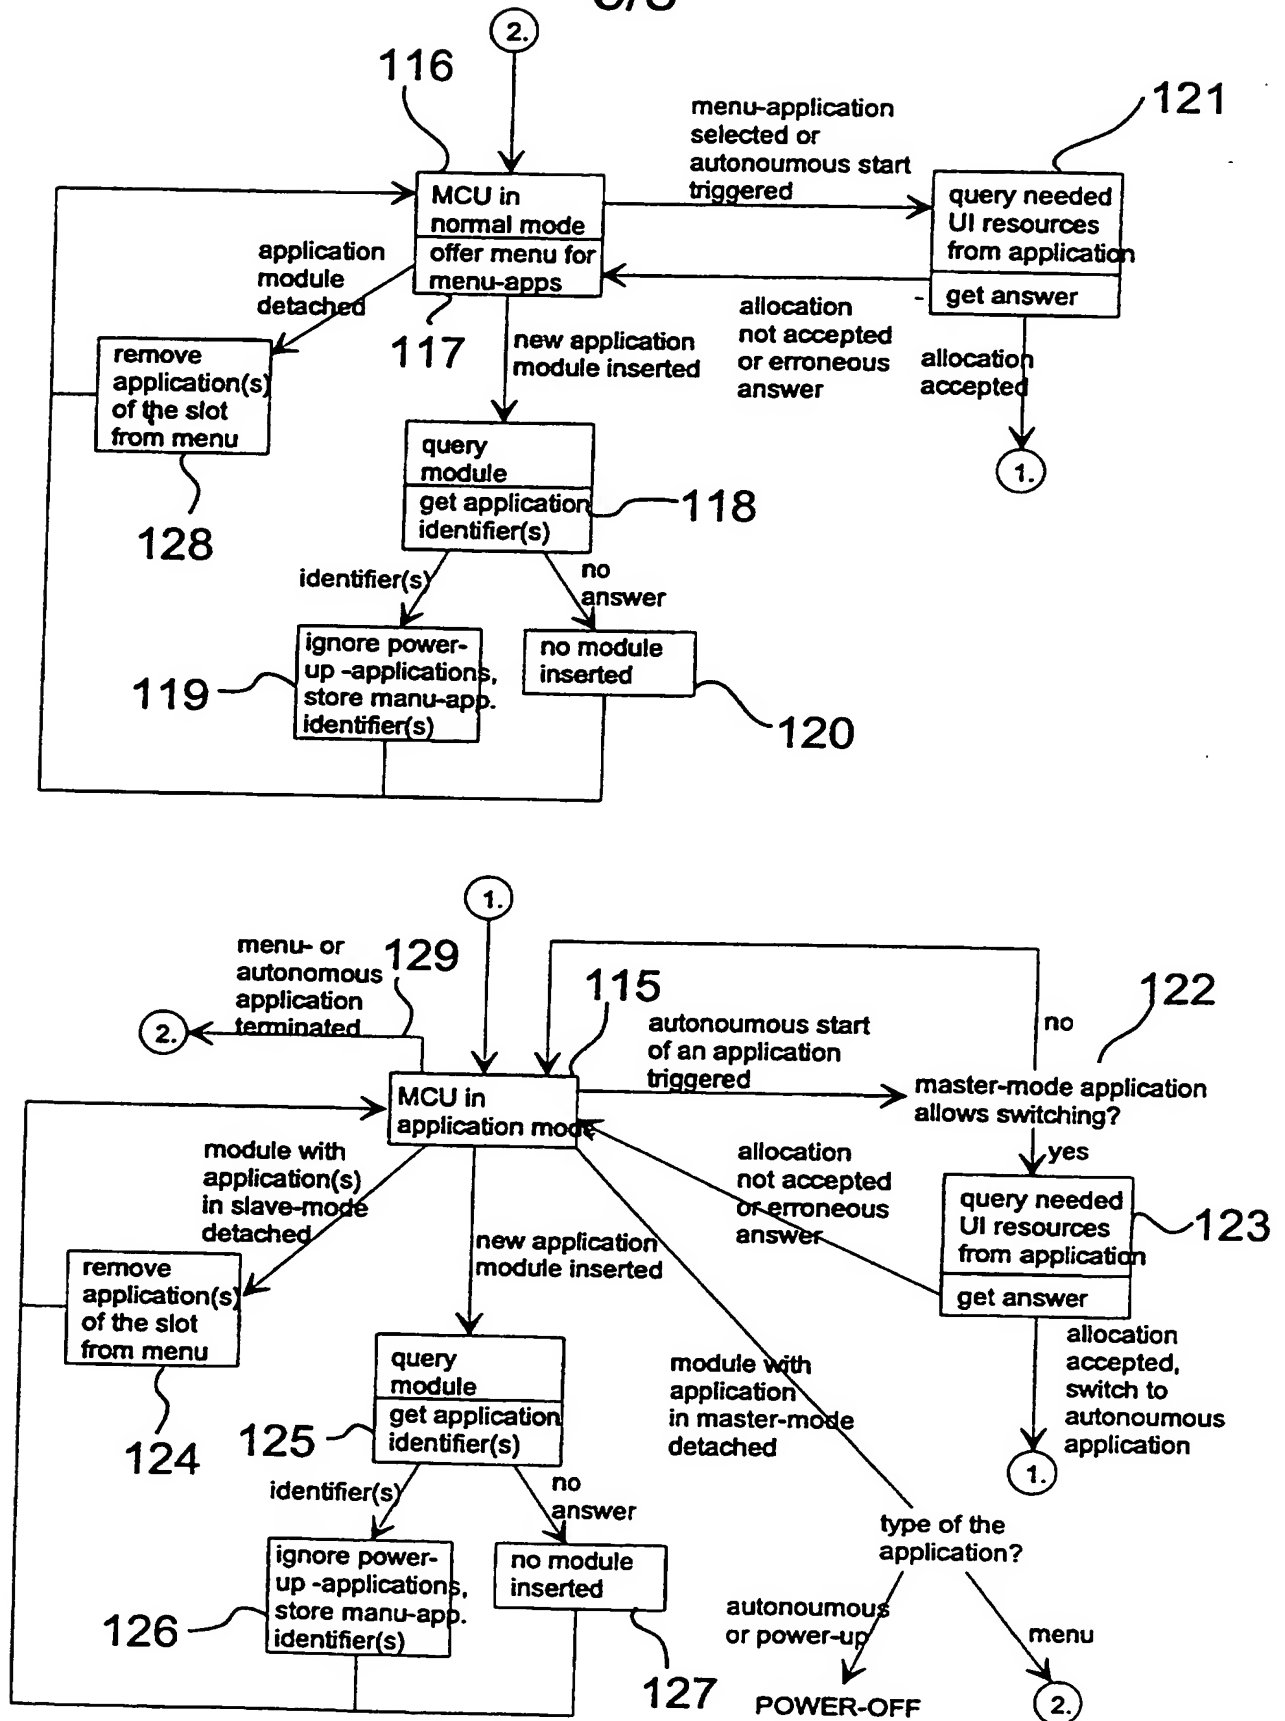 2.
116
121
menu-application
selected or
autonoumous start
triggered
MCU in
normal mode
offer menu for
menu-apps
query needed
UI resources
from application
get answer
application
module
detached
117
new application
module inserted
allocation
not accepted
or erroneous
answer
allocation
accepted
1.
remove
application(s)
of the slot
from menu
128
query
module
get application
identifier(s)
118
identifier(s)
no
answer
ignore power-
up -applications,
store manu-app.
identifier(s)
119
no module
inserted
120
1.
menu- or
autonomous
application
terminated
129
2.
115
autonoumous start
of an application
triggered
no
122
master-mode application
allows switching?
yes
MCU in
application mode
module with
application(s)
in slave-mode
detached
allocation
not accepted
or erroneous
answer
query needed
UI resources
from application
get answer
123
new application
module inserted
remove
application(s)
of the slot
from menu
124
query
module
get application
identifier(s)
125
module with
application
in master-mode
detached
allocation
accepted,
switch to
autonoumous
application
1.
identifier(s)
no
answer
ignore power-
up -applications,
store manu-app.
identifier(s)
126
no module
inserted
127
type of the
application?
autonoumous
or power-up
menu
POWER-OFF
2.